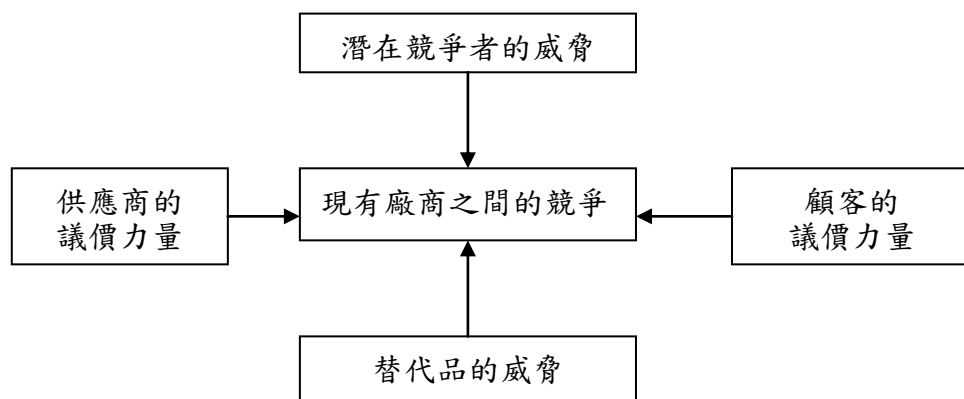 潛在競爭者的威脅
供應商的
議價力量
現有廠商之間的競爭
顧客的
議價力量
替代品的威脅